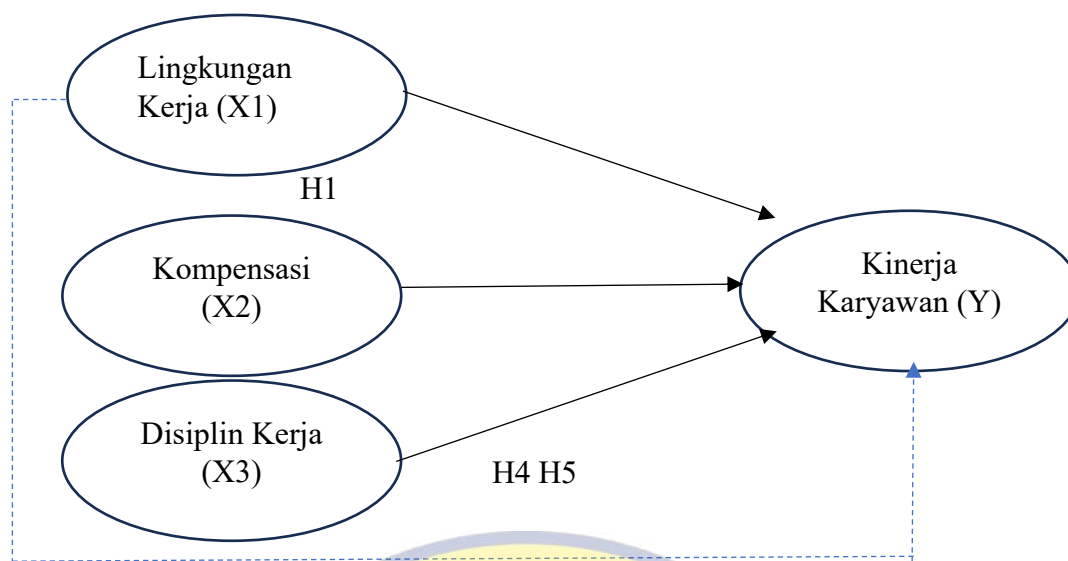 Lingkungan
Kerja (X1)
H1
Kompensasi
(X2)
Kinerja
Karyawan (Y)
Disiplin Kerja
(X3)
H4 H5